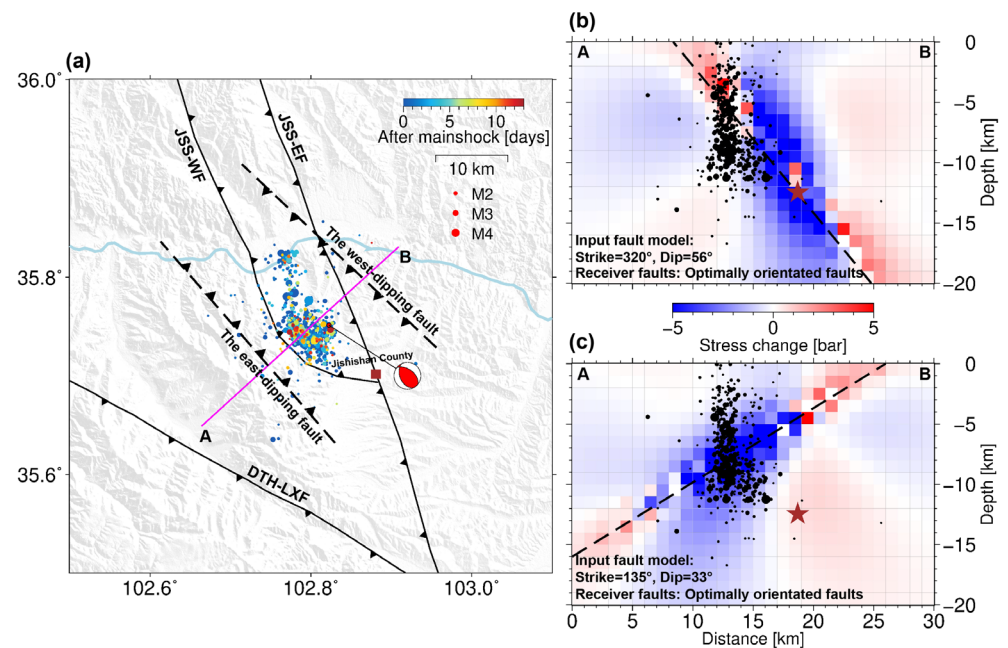 (a)
36.0°
35.8°
35.6°
102.6°
102.8°
103.0°
0 5 10
After mainshock [days]
10 km
M2
M3
M4
JSS-WF
JSS-EF
The west-dipping fault
B
The east-dipping fault
Jishishan County
A
DTH-LXF
(b)
A
B
0
−5
−10
−15
−20
Depth [km]
Input fault model:
Strike=320°, Dip=56°
Receiver faults: Optimally orientated faults
−5 0 5
Stress change [bar]
(c)
A
B
0
−5
−10
−15
−20
Depth [km]
Input fault model:
Strike=135°, Dip=33°
Receiver faults: Optimally orientated faults
0 5 10 15 20 25 30
Distance [km]